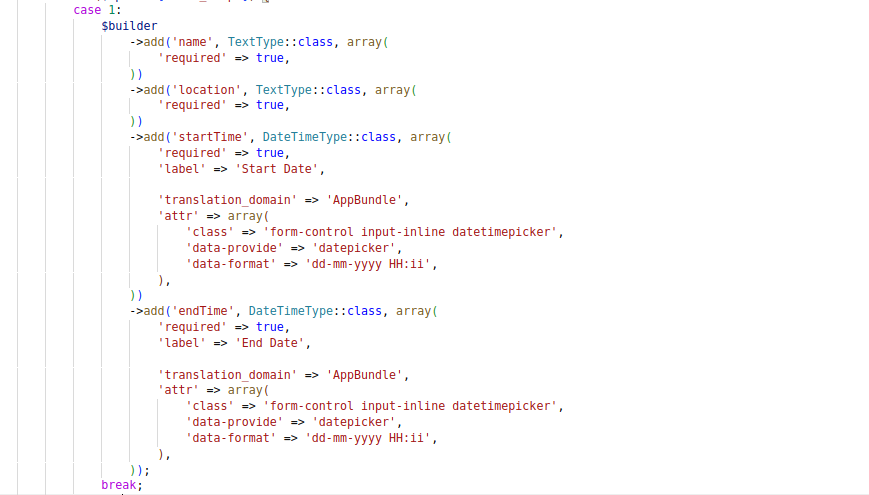 case 1:
$builder
->add('name', TextType::class, array(
'required' => true,
))
->add('location', TextType::class, array(
'required' => true,
))
->add('startTime', DateTimeType::class, array(
'required' => true,
'label' => 'Start Date',
'translation_domain' => 'AppBundle',
'attr' => array(
'class' => 'form-control input-inline datetimepicker',
'data-provide' => 'datepicker',
'data-format' => 'dd-mm-yyyy HH:ii',
),
))
->add('endTime', DateTimeType::class, array(
'required' => true,
'label' => 'End Date',
'translation_domain' => 'AppBundle',
'attr' => array(
'class' => 'form-control input-inline datetimepicker',
'data-provide' => 'datepicker',
'data-format' => 'dd-mm-yyyy HH:ii',
),
));
break;